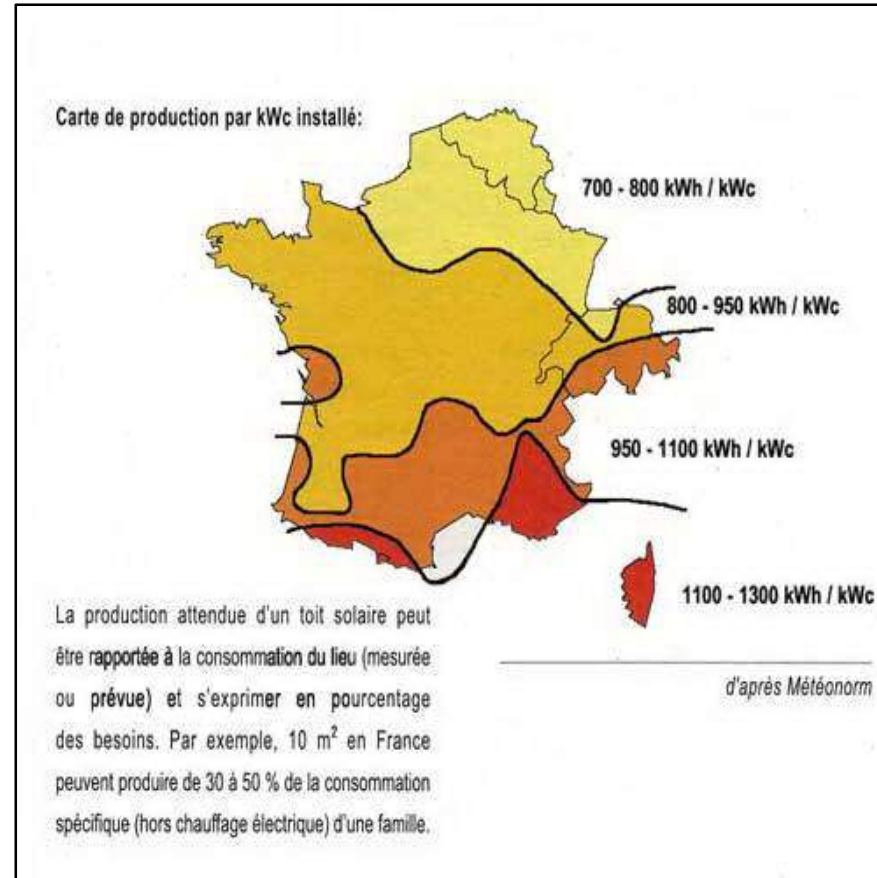 Carte de production par kWc installé:
700 - 800 kWh / kWc
800 - 950 kWh / kWc
950 - 1100 kWh / kWc
1100 - 1300 kWh / kWc
La production attendue d'un toit solaire peut
être rapportée à la consommation du lieu (mesurée
ou prévue) et s'exprimer en pourcentage
des besoins. Par exemple, 10 m² en France
peuvent produire de 30 à 50 % de la consommation
spécifique (hors chauffage électrique) d'une famille.
d'après Météonorm